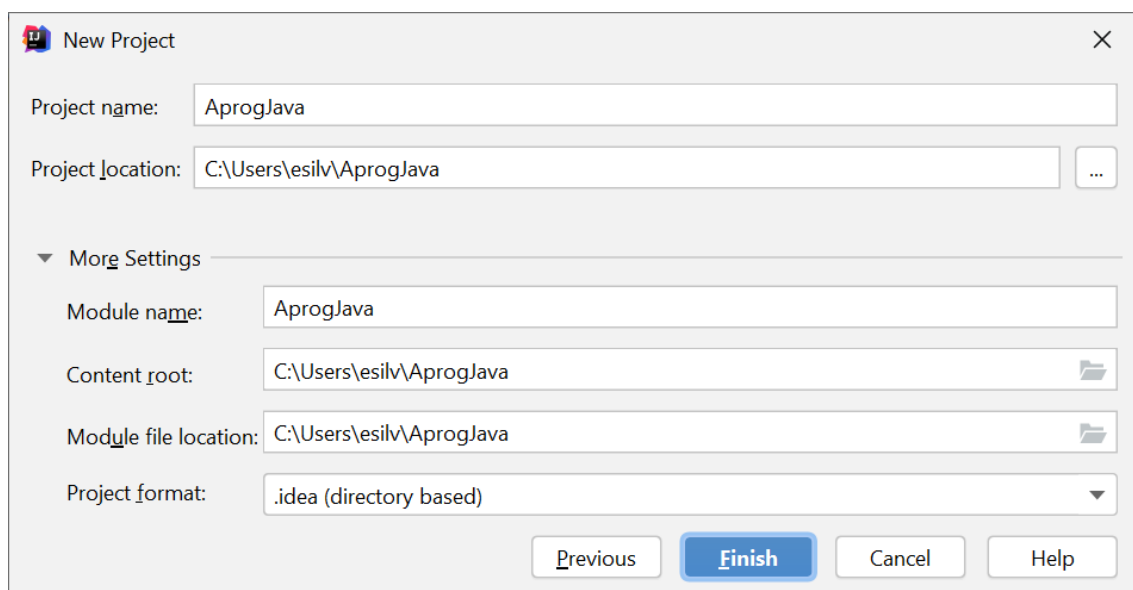 IJ
New Project
Project name: AprogJava
Project location: C:\Users\esilv\AprogJava ...
More Settings
Module name: AprogJava
Content root: C:\Users\esilv\AprogJava
Module file location: C:\Users\esilv\AprogJava
Project format: .idea (directory based)
Previous Finish Cancel Help